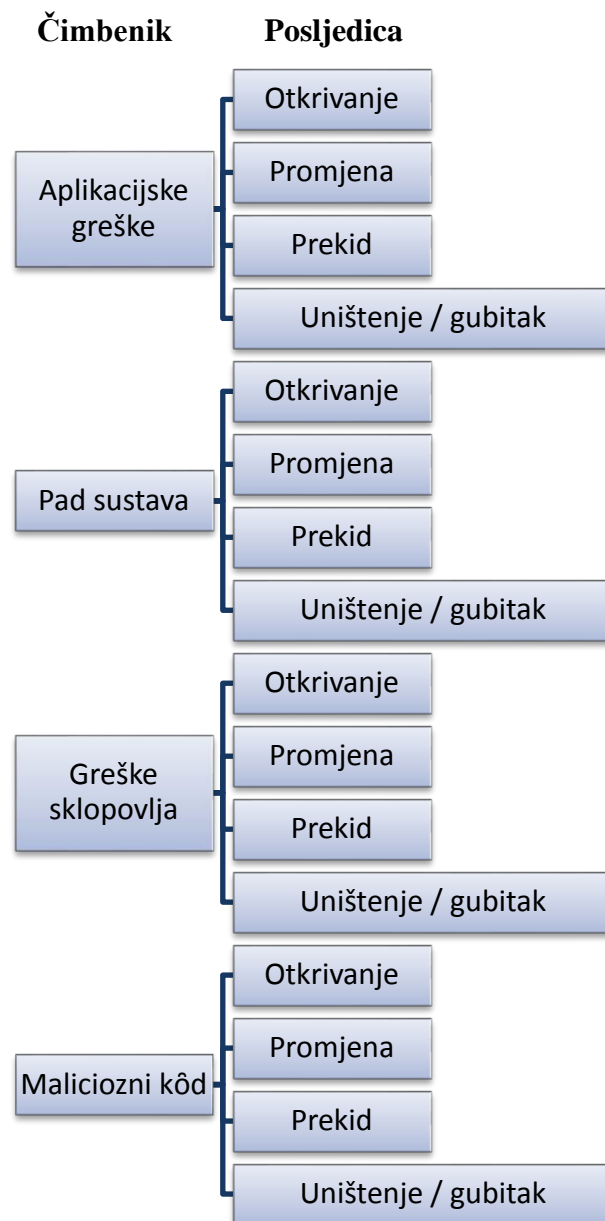 Čimbenik Posljedica
Aplikacijske
greške
Otkrivanje
Promjena
Prekid
Uništenje / gubitak
Pad sustava
Otkrivanje
Promjena
Prekid
Uništenje / gubitak
Greške
sklopovlja
Otkrivanje
Promjena
Prekid
Uništenje / gubitak
Maliciozni kôd
Otkrivanje
Promjena
Prekid
Uništenje / gubitak